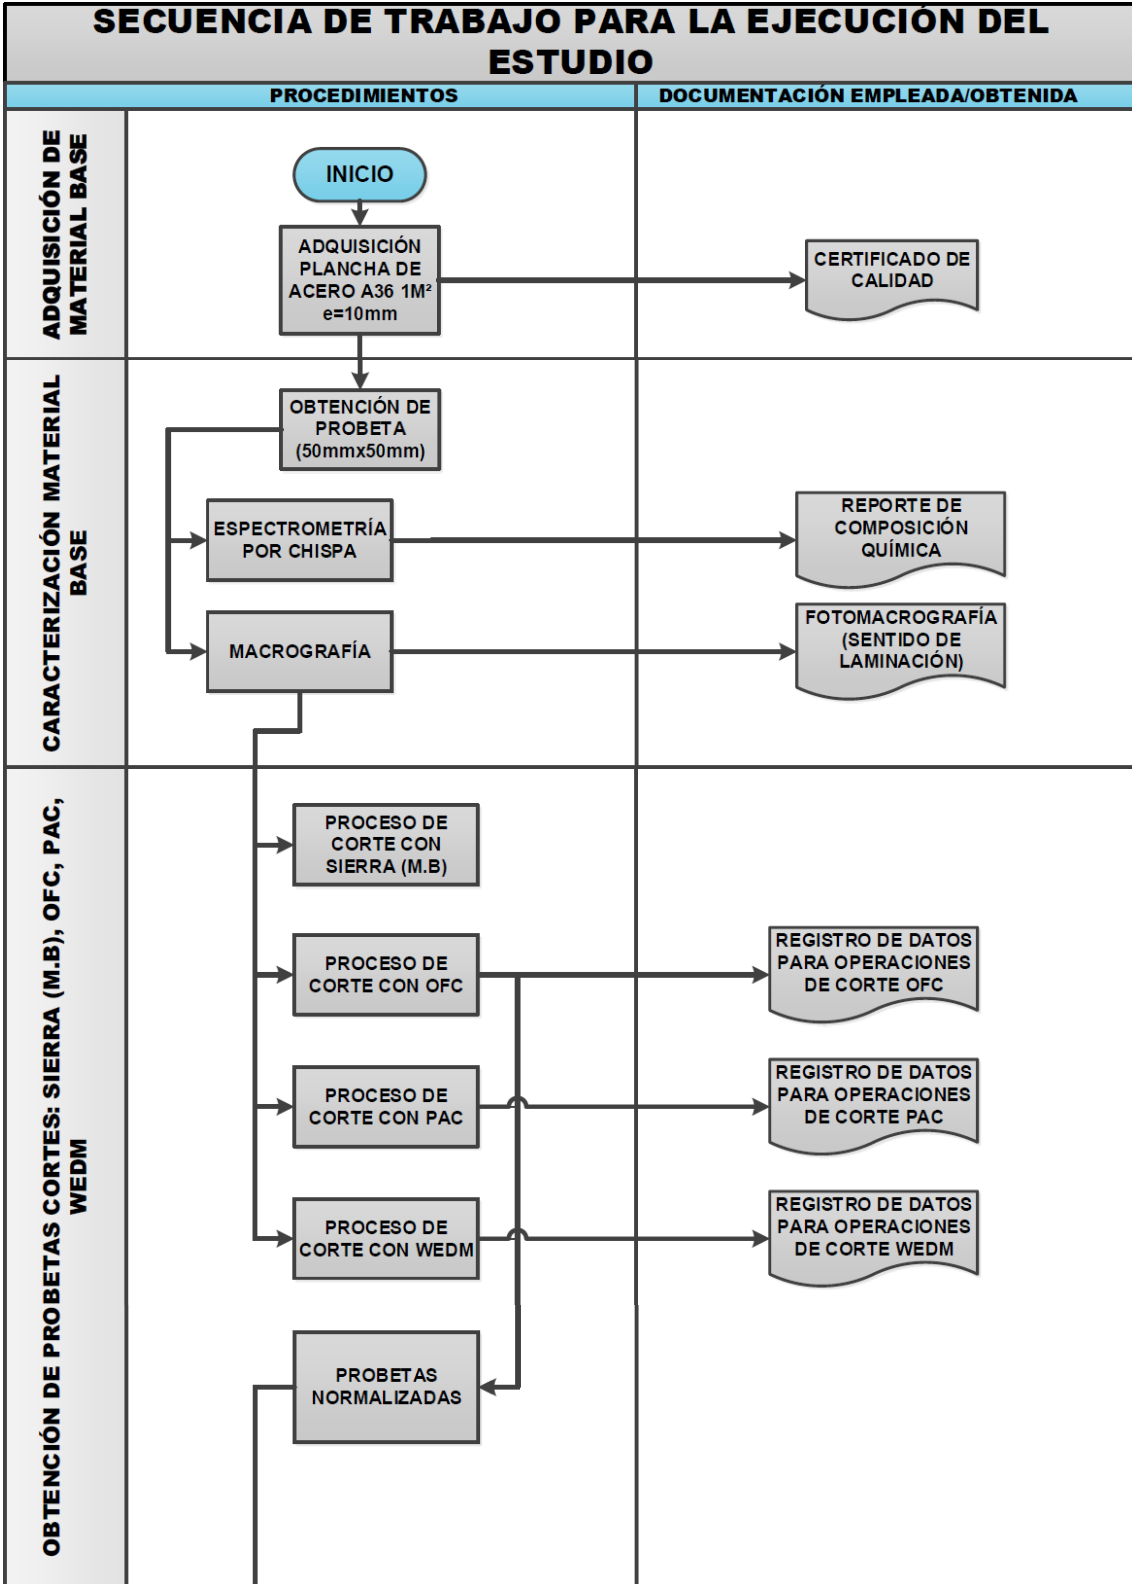 SECUENCIA DE TRABAJO PARA LA EJECUCIÓN DEL
ESTUDIO
PROCEDIMIENTOS
DOCUMENTACIÓN EMPLEADA/OBTENIDA
ADQUISICIÓN DE
MATERIAL BASE
INICIO
ADQUISICIÓN
PLANCHA DE
ACERO A36 1M²
e=10mm
CERTIFICADO DE
CALIDAD
CARACTERIZACIÓN MATERIAL
BASE
OBTENCIÓN DE
PROBETA
(50mmx50mm)
ESPECTROMETRÍA
POR CHISPA
REPORTE DE
COMPOSICIÓN
QUÍMICA
MACROGRAFÍA
FOTOMACROGRAFÍA
(SENTIDO DE
LAMINACIÓN)
OBTENCIÓN DE PROBETAS CORTES: SIERRA (M.B), OFC, PAC,
WEDM
PROCESO DE
CORTE CON
SIERRA (M.B)
PROCESO DE
CORTE CON OFC
REGISTRO DE DATOS
PARA OPERACIONES
DE CORTE OFC
PROCESO DE
CORTE CON PAC
REGISTRO DE DATOS
PARA OPERACIONES
DE CORTE PAC
PROCESO DE
CORTE CON WEDM
REGISTRO DE DATOS
PARA OPERACIONES
DE CORTE WEDM
PROBETAS
NORMALIZADAS